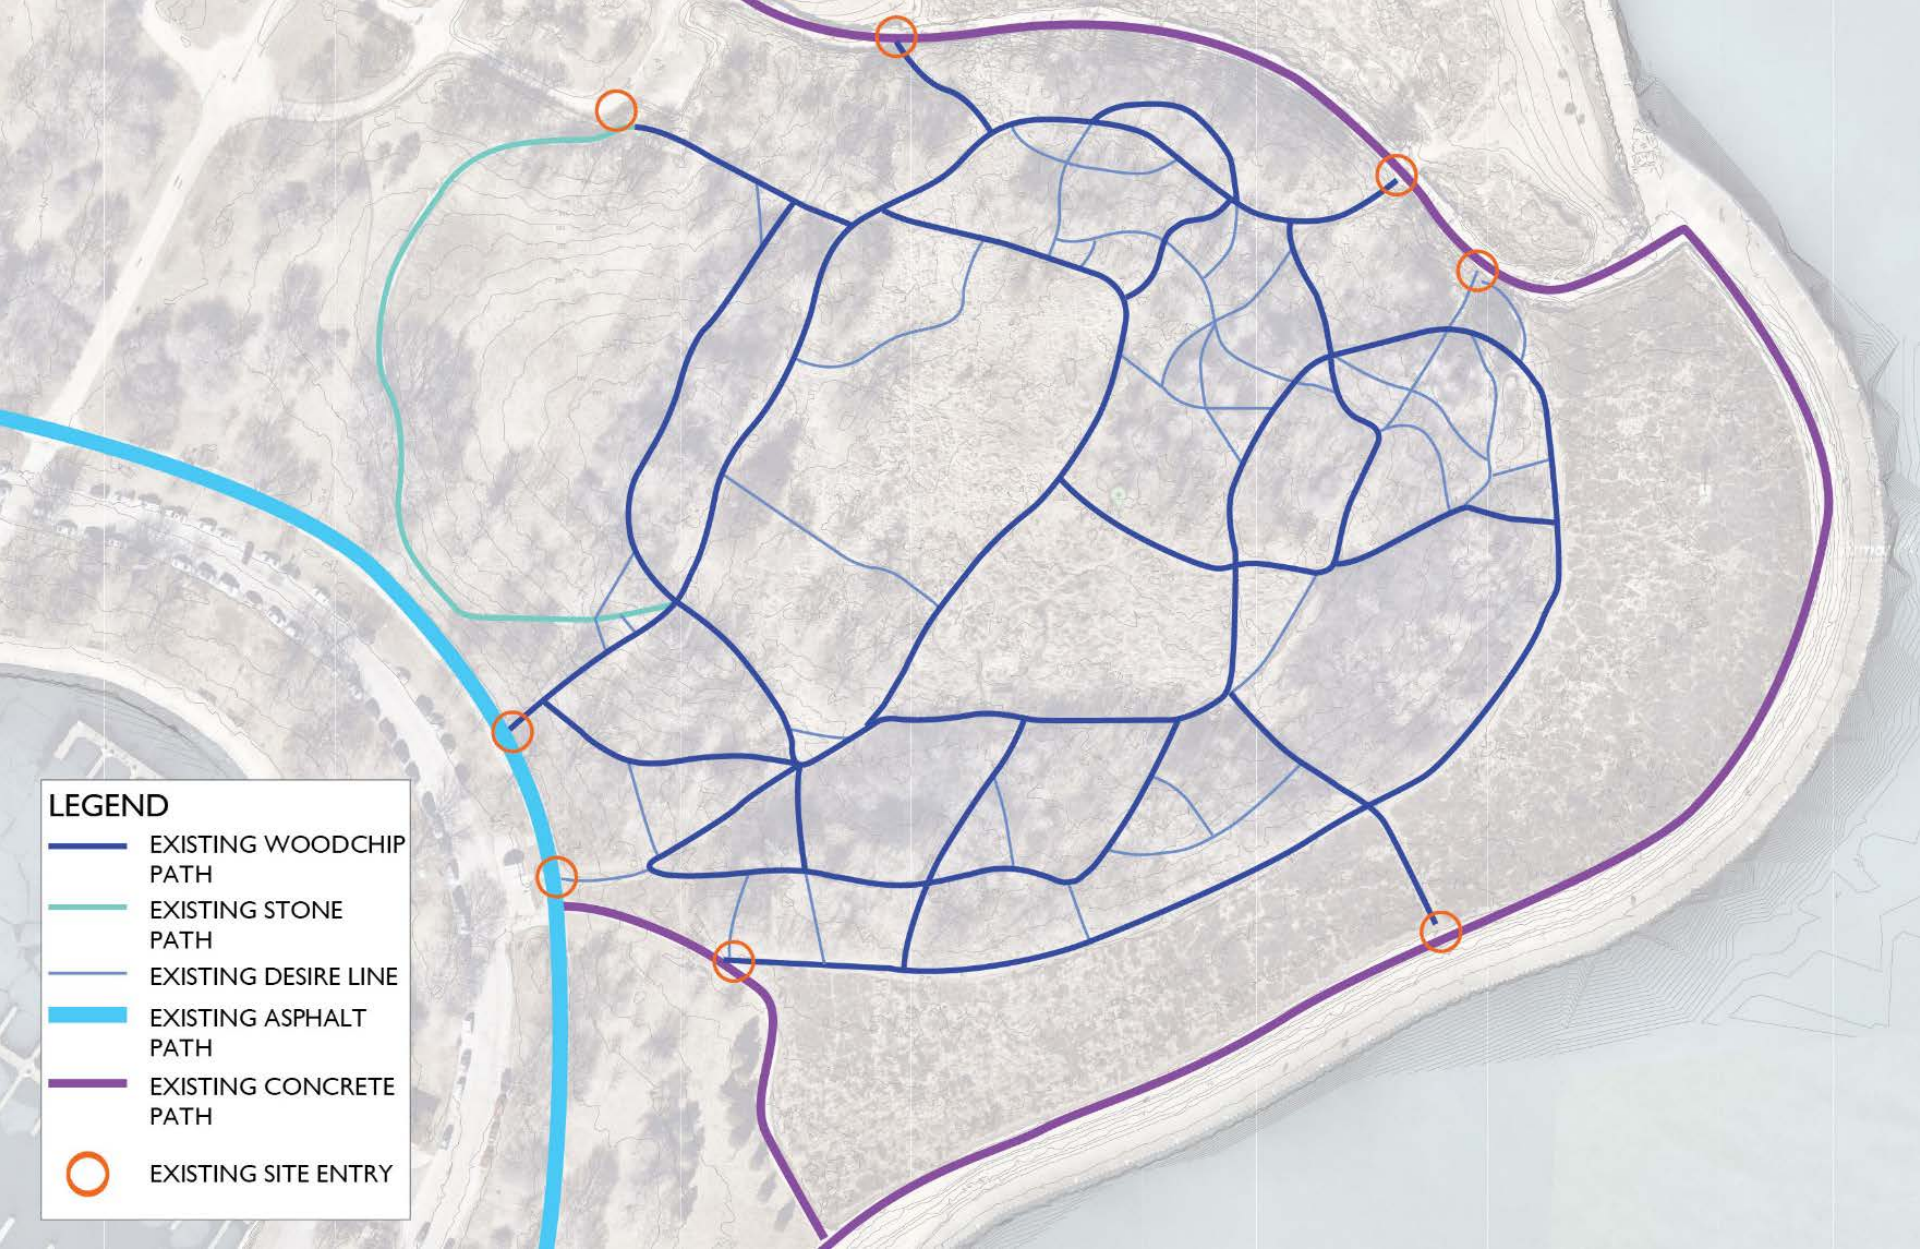 LEGEND
EXISTING WOODCHIP
PATH
EXISTING STONE
PATH
EXISTING DESIRE LINE
EXISTING ASPHALT
PATH
EXISTING CONCRETE
PATH
EXISTING SITE ENTRY